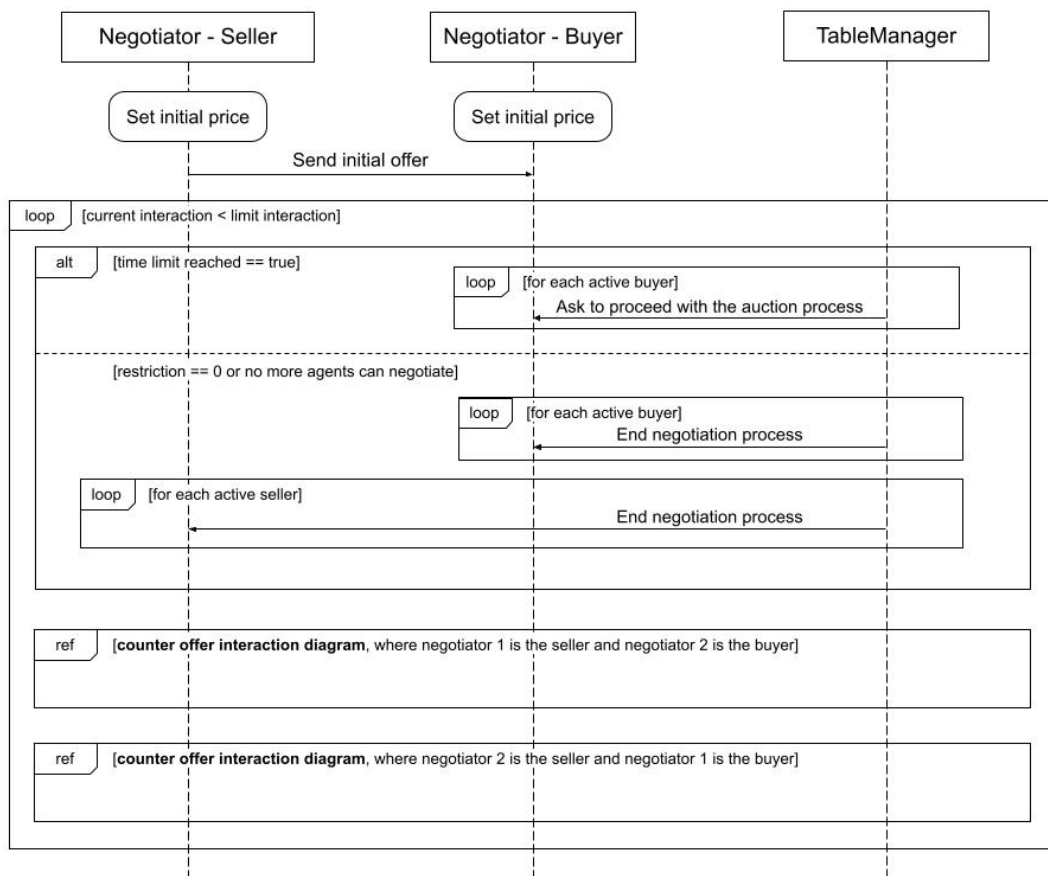 Negotiator - Seller
Negotiator - Buyer
TableManager
Set initial price
Set initial price
Send initial offer
loop
[current interaction < limit interaction]
alt
[time limit reached == true]
loop
[for each active buyer]
Ask to proceed with the auction process
[restriction == 0 or no more agents can negotiate]
loop
[for each active buyer]
End negotiation process
loop
[for each active seller]
End negotiation process
ref
[counter offer interaction diagram, where negotiator 1 is the seller and negotiator 2 is the buyer]
ref
[counter offer interaction diagram, where negotiator 2 is the seller and negotiator 1 is the buyer]